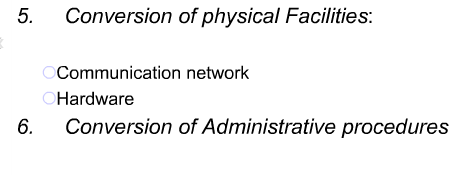 5. Conversion of physical Facilities:
○Communication network
○Hardware
6. Conversion of Administrative procedures